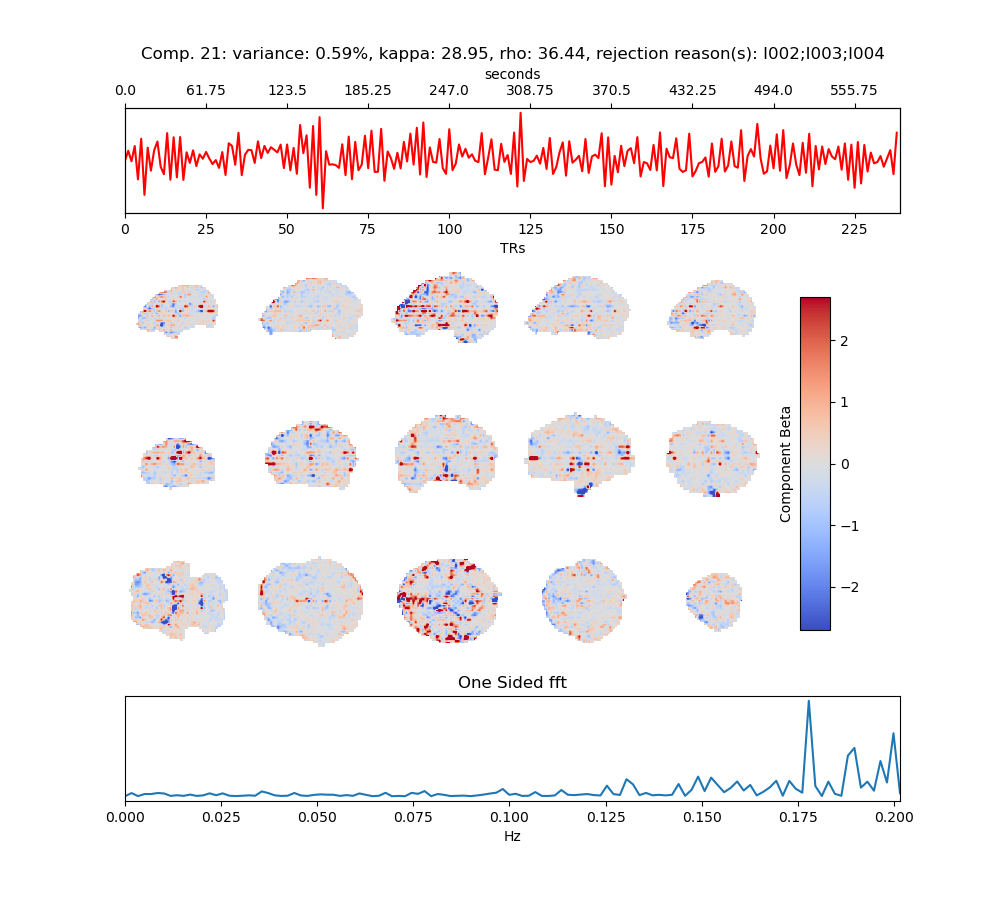 Comp. 21: variance: 0.59%, kappa: 28.95, rho: 36.44, rejection reason(s): I002;I003;I004
seconds
0.0 61.75 123.5 185.25 247.0 308.75 370.5 432.25 494.0 555.75
0 25 50 75 100 125 150 175 200 225
TRs
2
1
0
−1
−2
Component Beta
One Sided fft
0.000 0.025 0.050 0.075 0.100 0.125 0.150 0.175 0.200
Hz